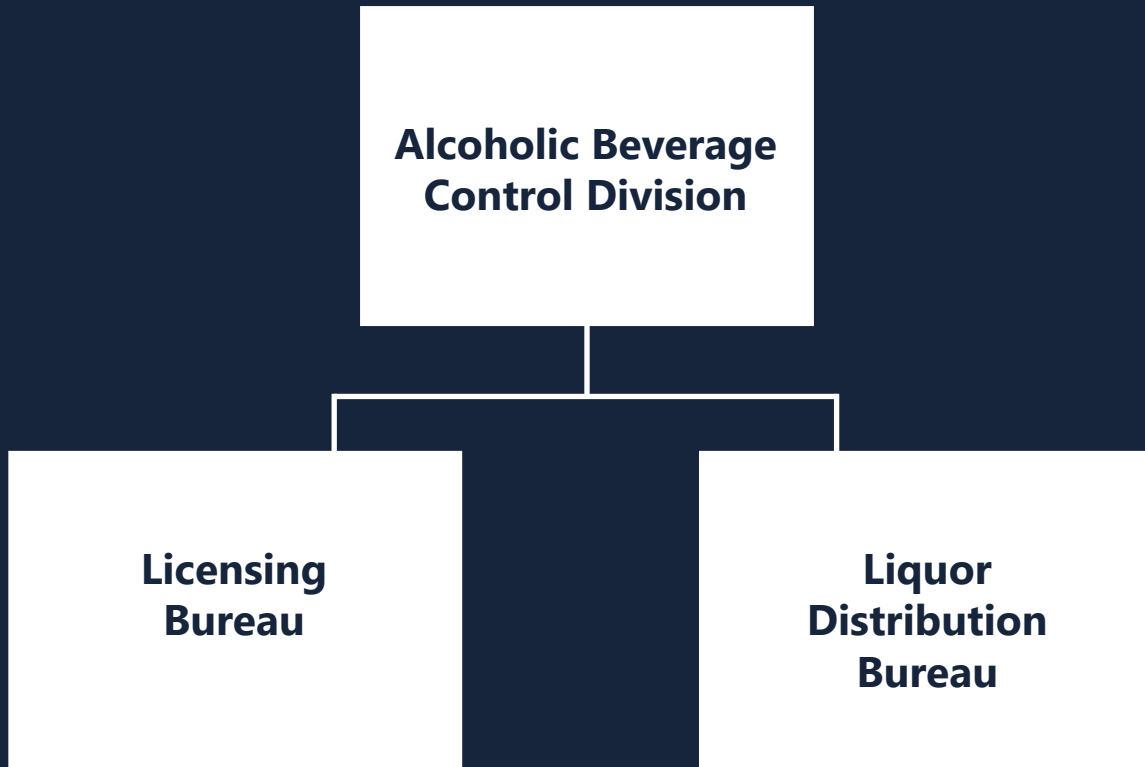 Alcoholic Beverage
Control Division
Licensing
Bureau
Liquor
Distribution
Bureau